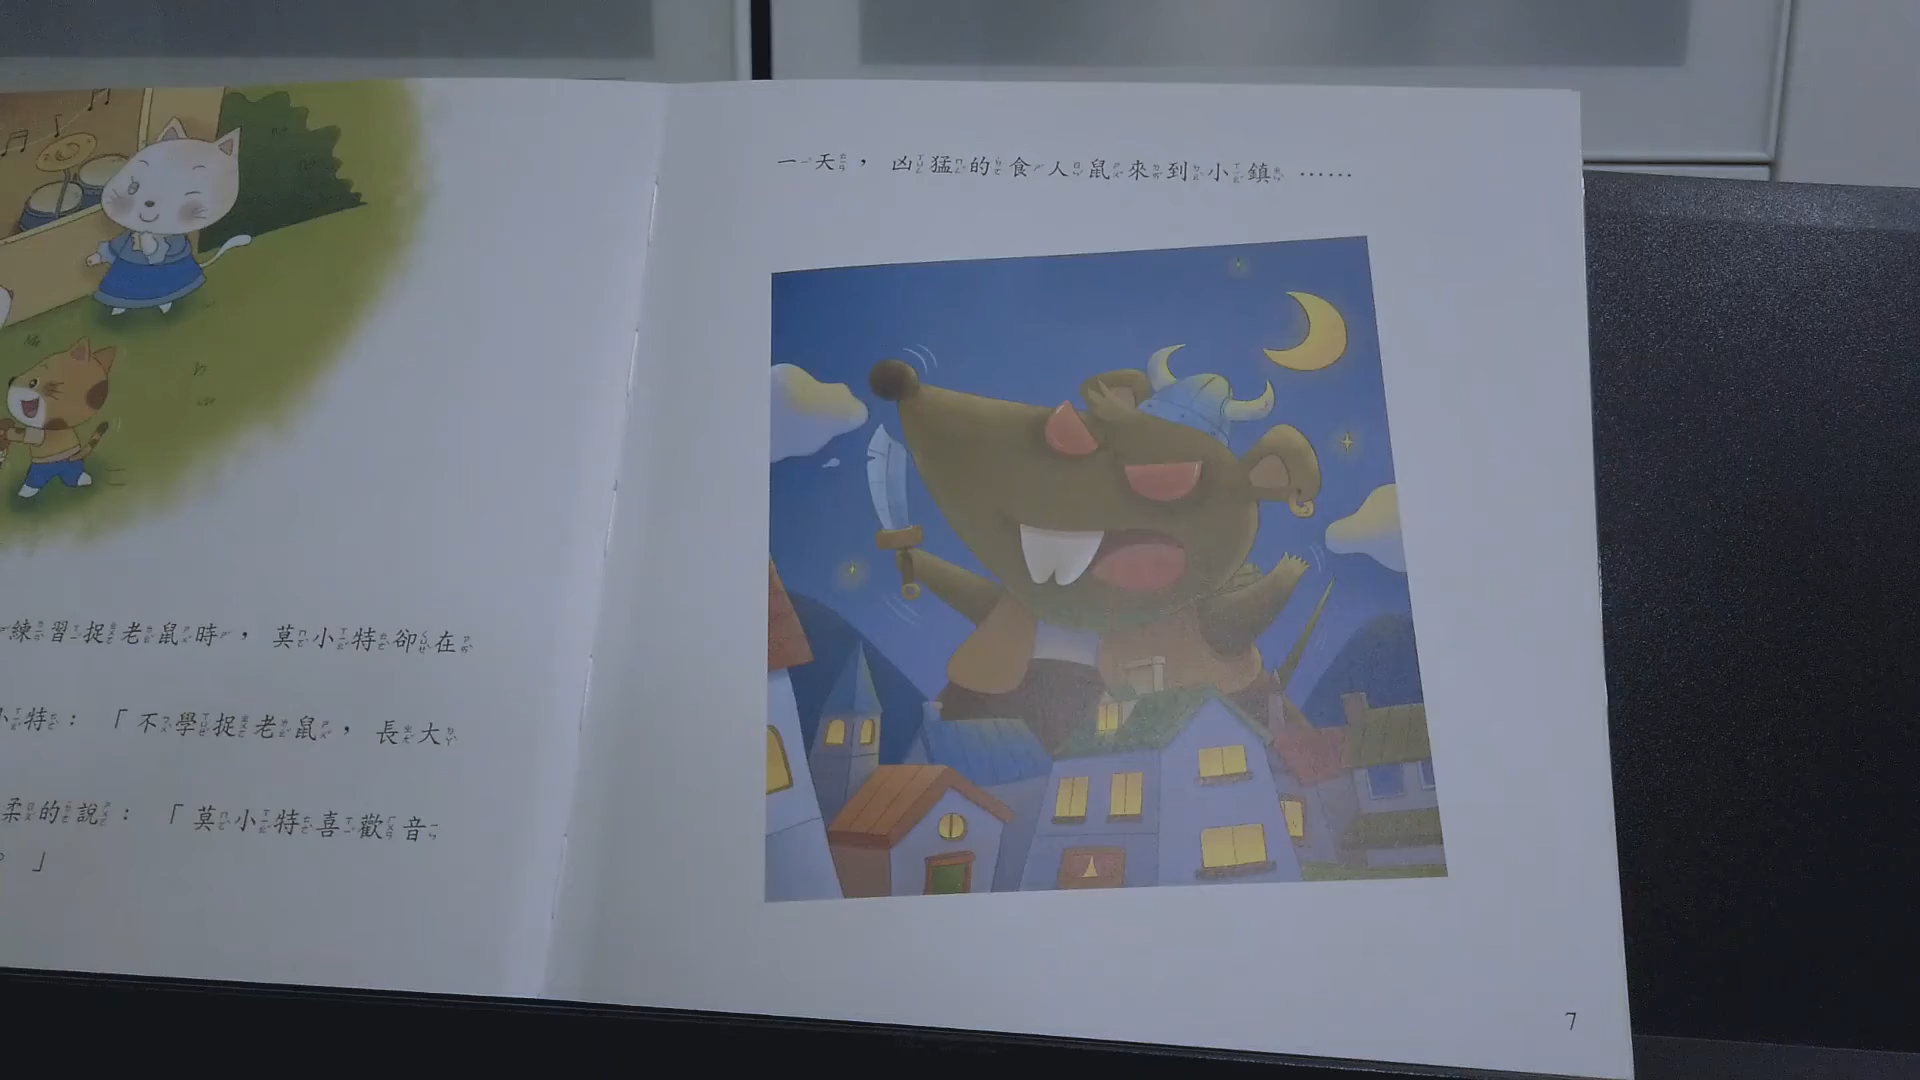 練習捉老鼠時，莫小特卻在
小特：「不學捉老鼠，長大
柔的說：「莫小特喜歡音
。」
一天，凶猛的食人鼠來到小鎮……
7